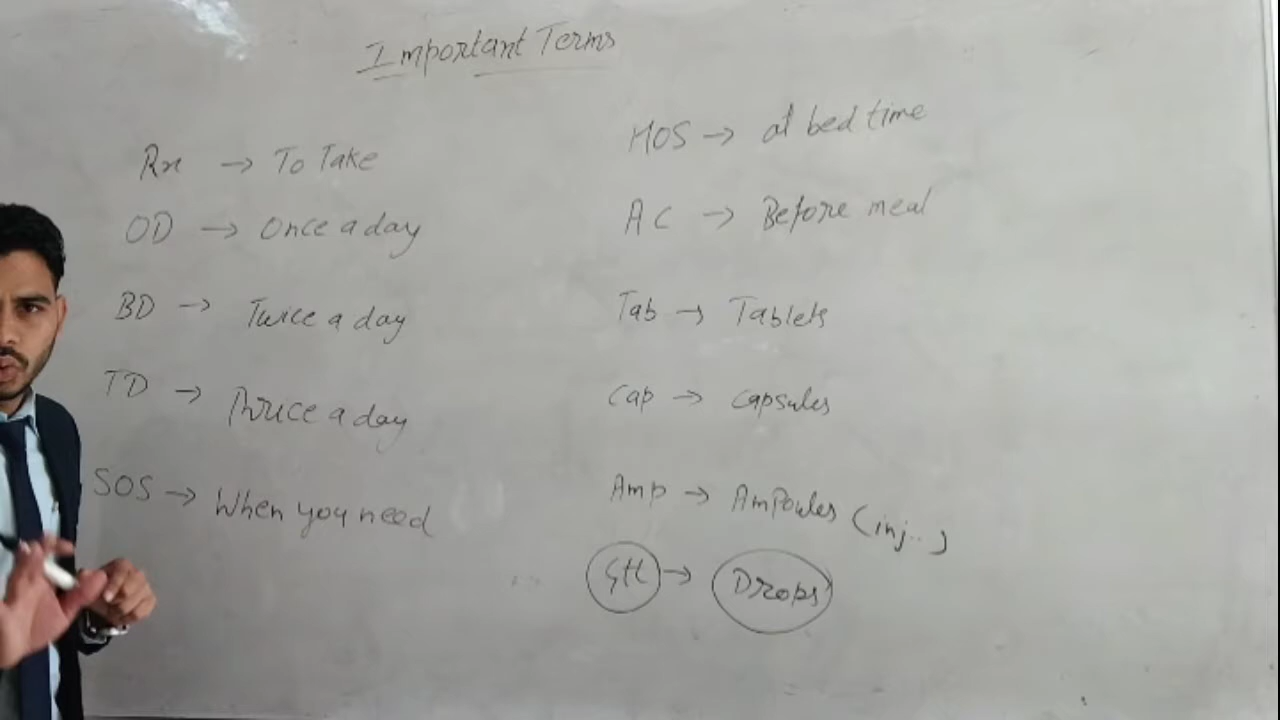 Important Terms
Rx → To Take
OD → Once a day
BD → Twice a day
TD → Thrice a day
SOS → When you need
HOS → at bed time
AC → Before meal
Tab → Tablets
Cap → Capsules
Amp → Ampoules (inj..)
Gtt → Drops